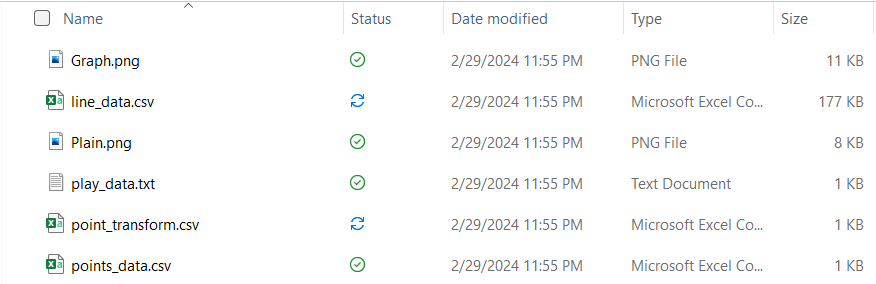 Name Status Date modified Type Size
Graph.png 2/29/2024 11:55 PM PNG File 11 KB
line_data.csv 2/29/2024 11:55 PM Microsoft Excel Co... 177 KB
Plain.png 2/29/2024 11:55 PM PNG File 8 KB
play_data.txt 2/29/2024 11:55 PM Text Document 1 KB
point_transform.csv 2/29/2024 11:55 PM Microsoft Excel Co... 1 KB
points_data.csv 2/29/2024 11:55 PM Microsoft Excel Co... 1 KB